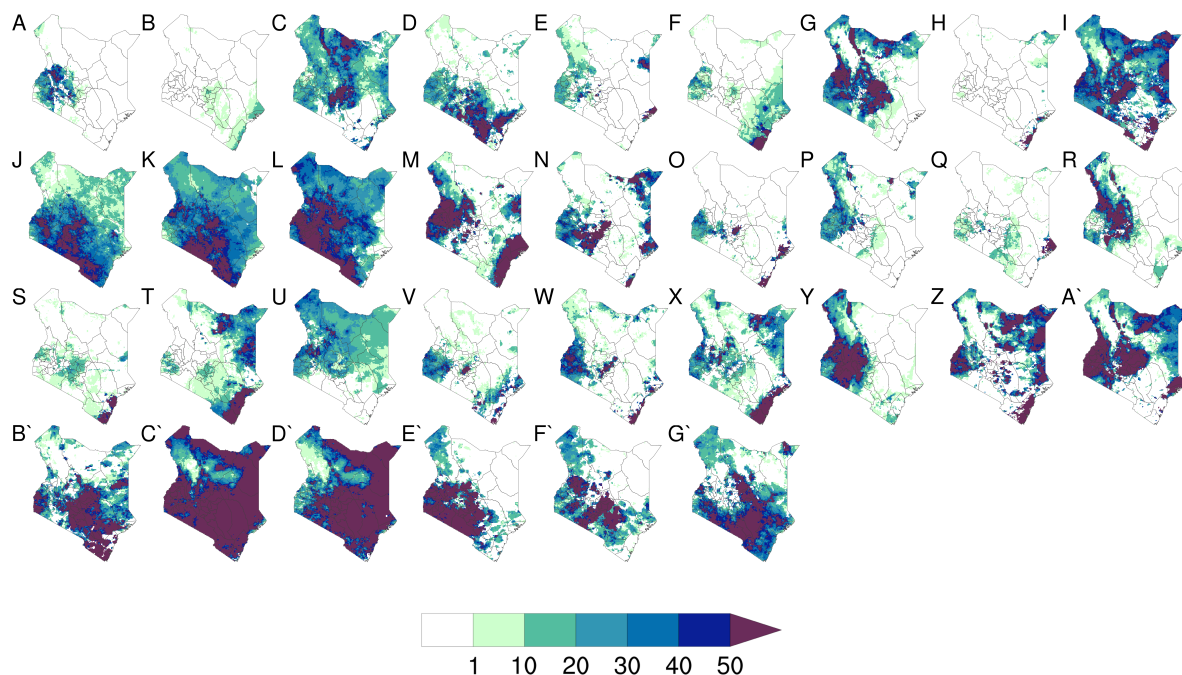 A B C D E F G H I
J K L M N O P Q R
S T U V W X Y Z A`
B` C` D` E` F` G`
1 10 20 30 40 50